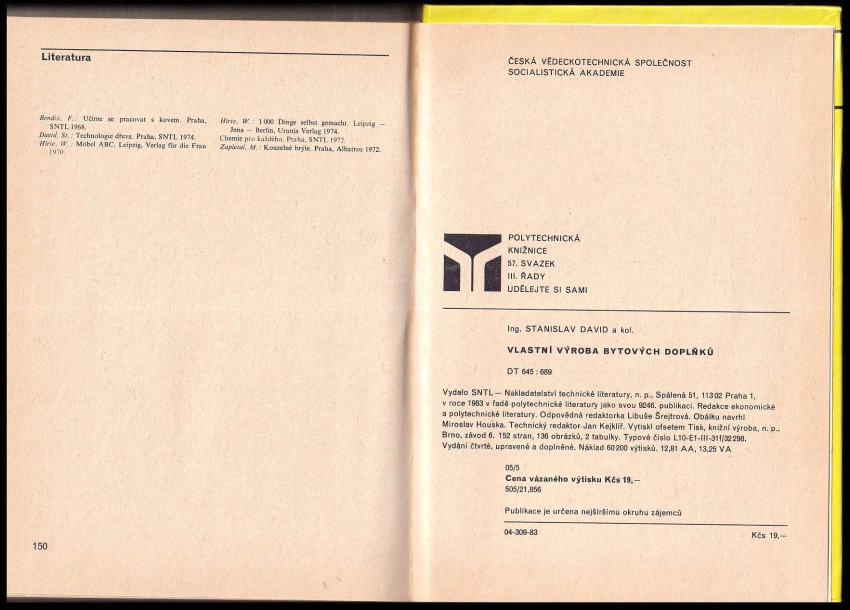 Literatura
Bendix, F.: Učíme se pracovat s kovem. Praha,
SNTL 1968.
David, St.: Technologie dřeva. Praha, SNTL 1974.
Hirte, W.: Möbel ABC. Leipzig, Verlag für die Frau
1970.
Hirte, W.: 1 000 Dinge selbst gemacht. Leipzig —
Jena — Berlin, Urania Verlag 1974.
Chemie pro každého. Praha, SNTL 1972.
Zapletal, M.: Kouzelné brýle. Praha, Albatros 1972.
150
ČESKÁ VĚDECKOTECHNICKÁ SPOLEČNOST
SOCIALISTICKÁ AKADEMIE
POLYTECHNICKÁ
KNIŽNICE
57. SVAZEK
III. ŘADY
UDĚLEJTE SI SAMI
Ing. STANISLAV DAVID a kol.
VLASTNÍ VÝROBA BYTOVÝCH DOPLŇKŮ
DT 645 : 689
Vydalo SNTL — Nakladatelství technické literatury, n. p., Spálená 51, 113 02 Praha 1,
v roce 1983 v řadě polytechnické literatury jako svou 9246. publikaci. Redakce ekonomické
a polytechnické literatury. Odpovědná redaktorka Libuše Šrejtrová. Obálku navrhl
Miroslav Houska. Technický redaktor Jan Kejklíř. Vytiskl ofsetem Tisk, knižní výroba, n. p.,
Brno, závod 6. 152 stran, 136 obrázků, 2 tabulky. Typové číslo L10-E1-III-31f/32 298.
Vydání čtvrté, upravené a doplněné. Náklad 60 200 výtisků. 12,81 AA, 13,25 VA
05/5
Cena vázaného výtisku Kčs 19,—
505/21,856
Publikace je určena nejširšímu okruhu zájemců
04-309-83
Kčs 19,—